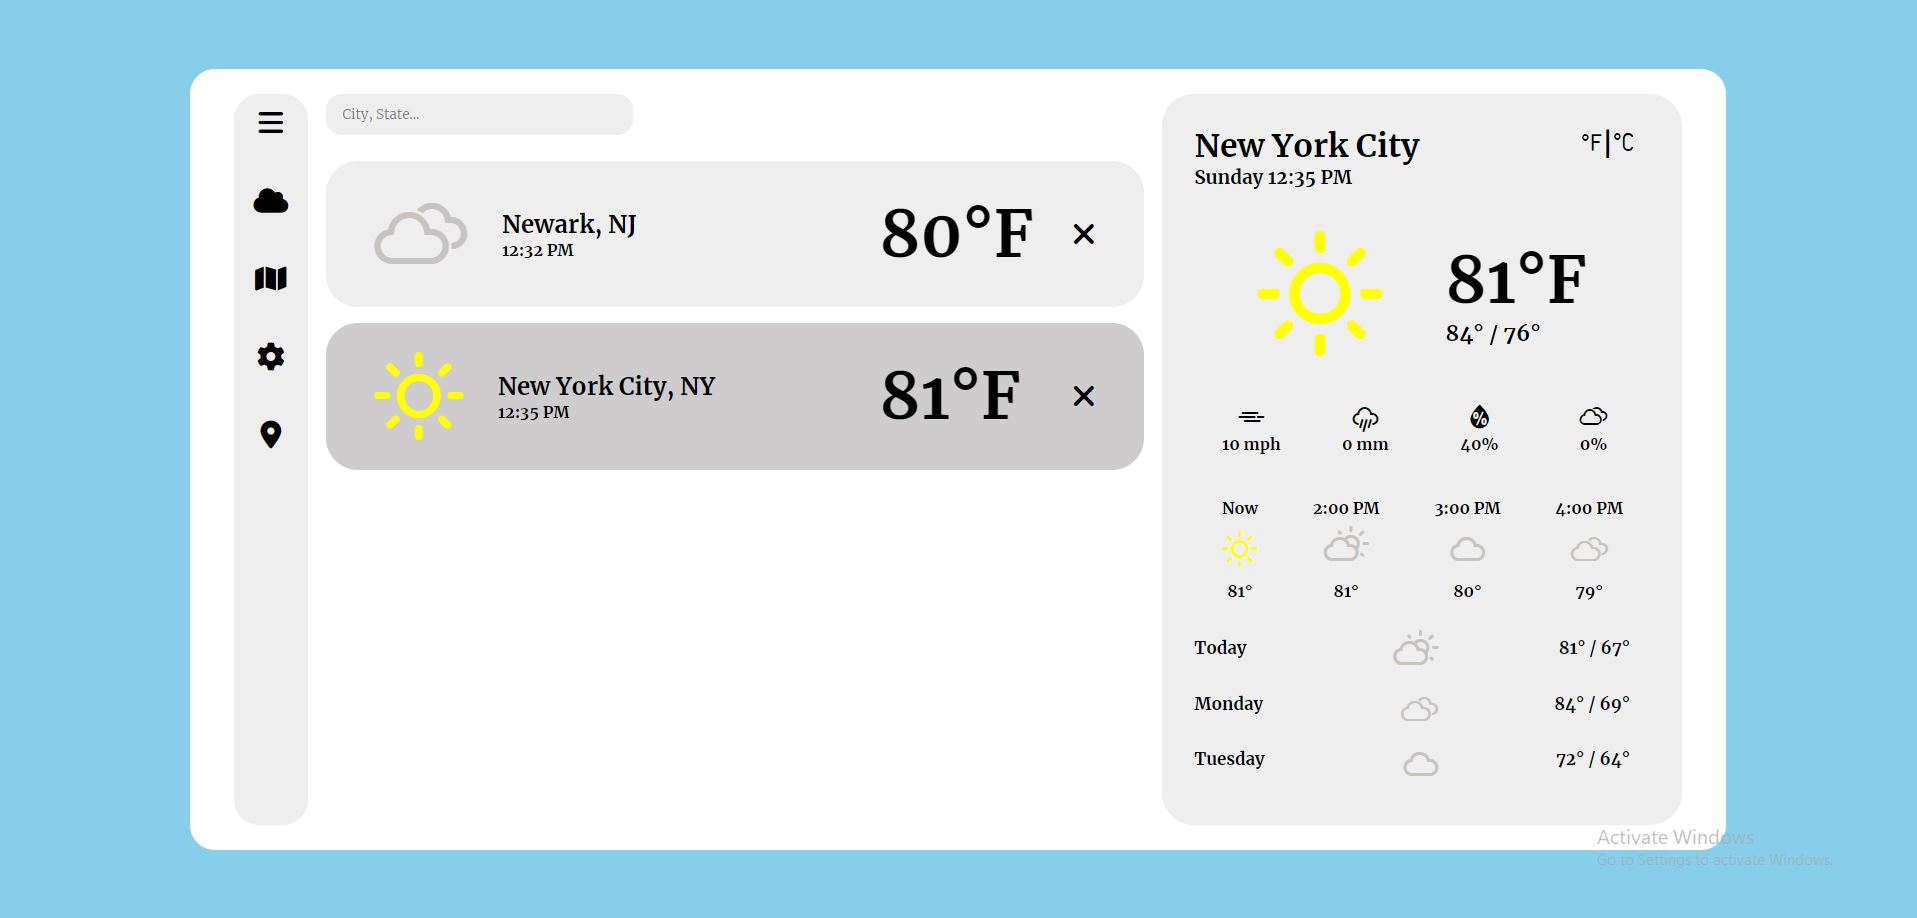 City, State...
Newark, NJ
12:32 PM
80°F
New York City, NY
12:35 PM
81°F
New York City
°F|°C
Sunday 12:35 PM
81°F
84° / 76°
%
10 mph 0 mm 40% 0%
Now 2:00 PM 3:00 PM 4:00 PM
81° 81° 80° 79°
Today 81° / 67°
Monday 84° / 69°
Tuesday 72° / 64°
Activate Windows
Go to Settings to activate Windows.